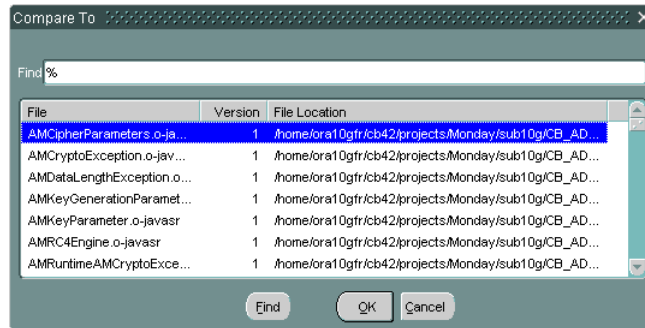 Compare To
Find %
File Version File Location
AMCipherParameters.o-ja... 1 /home/ora10gfr/cb42/projects/Monday/sub10g/CB_AD...
AMCryptoException.o-jav... 1 /home/ora10gfr/cb42/projects/Monday/sub10g/CB_AD...
AMDataLengthException.o... 1 /home/ora10gfr/cb42/projects/Monday/sub10g/CB_AD...
AMKeyGenerationParamet... 1 /home/ora10gfr/cb42/projects/Monday/sub10g/CB_AD...
AMKeyParameter.o-javasr 1 /home/ora10gfr/cb42/projects/Monday/sub10g/CB_AD...
AMRC4Engine.o-javasr 1 /home/ora10gfr/cb42/projects/Monday/sub10g/CB_AD...
AMRuntimeAMCryptoExce... 1 /home/ora10gfr/cb42/projects/Monday/sub10g/CB_AD...
Find OK Cancel